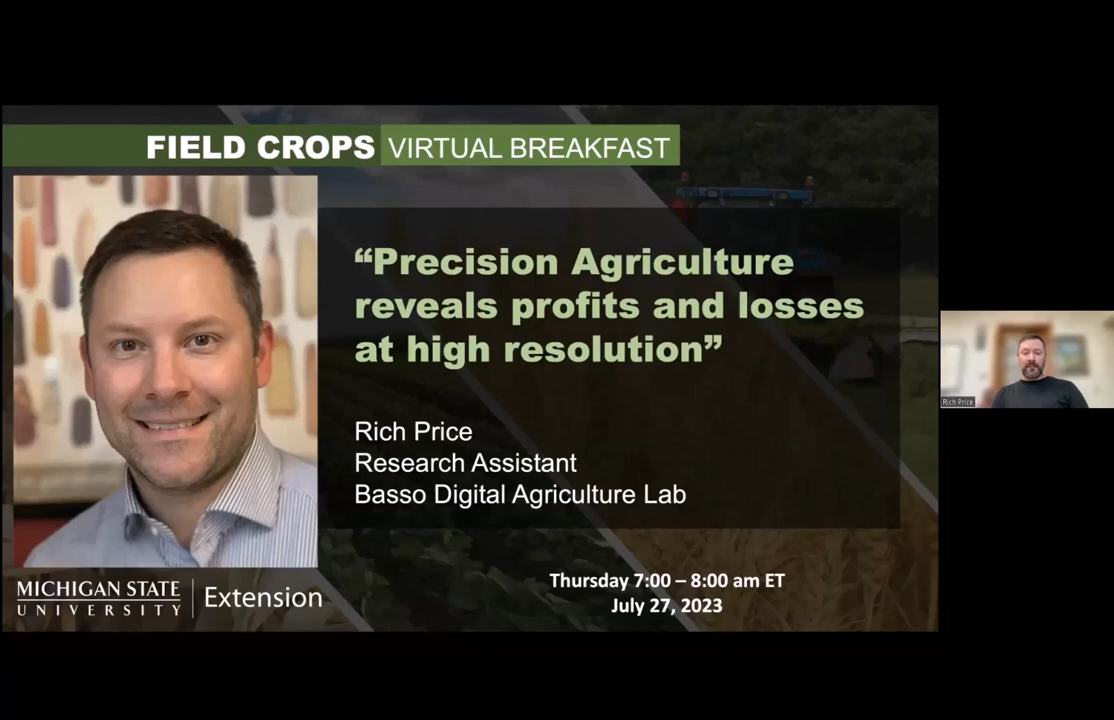 FIELD CROPS VIRTUAL BREAKFAST
“Precision Agriculture
reveals profits and losses
at high resolution”
Rich Price
Research Assistant
Basso Digital Agriculture Lab
Thursday 7:00 – 8:00 am ET
July 27, 2023
MICHIGAN STATE
UNIVERSITY
Extension
Rich Price